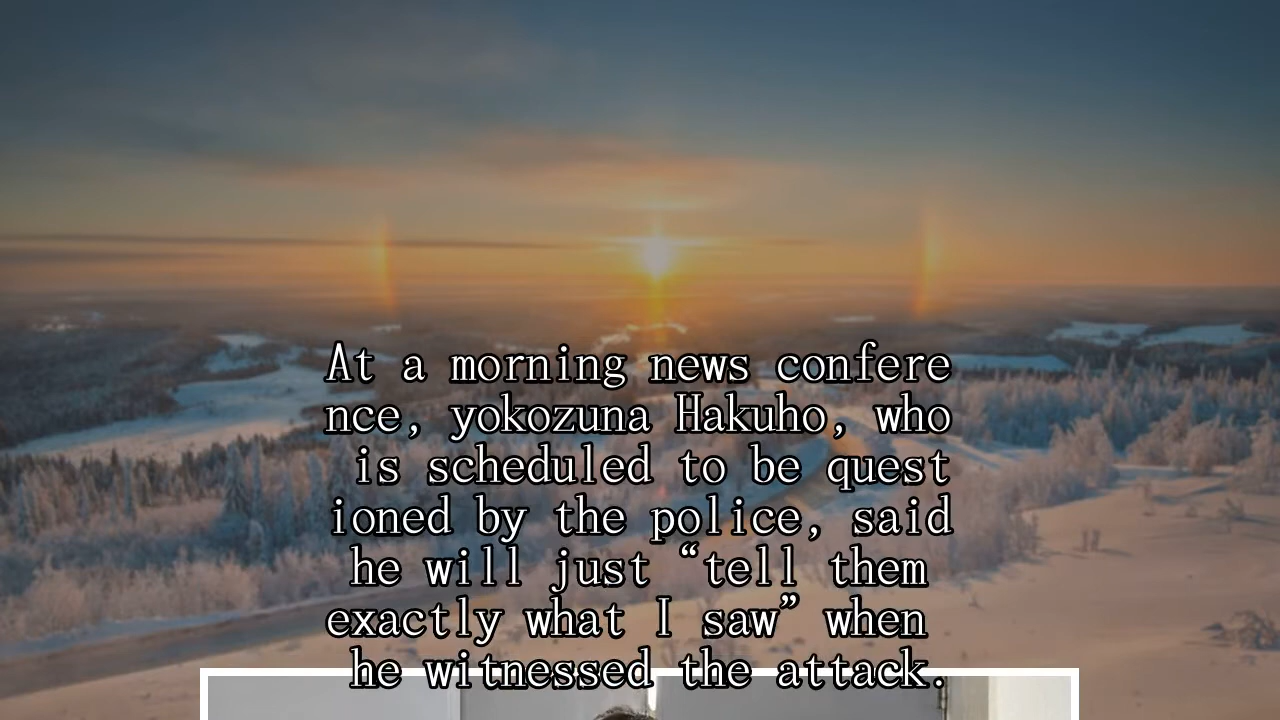 At a morning news confere
nce, yokozuna Hakuho, who
is scheduled to be quest
ioned by the police, said
he will just “tell them
exactly what I saw” when
he witnessed the attack.